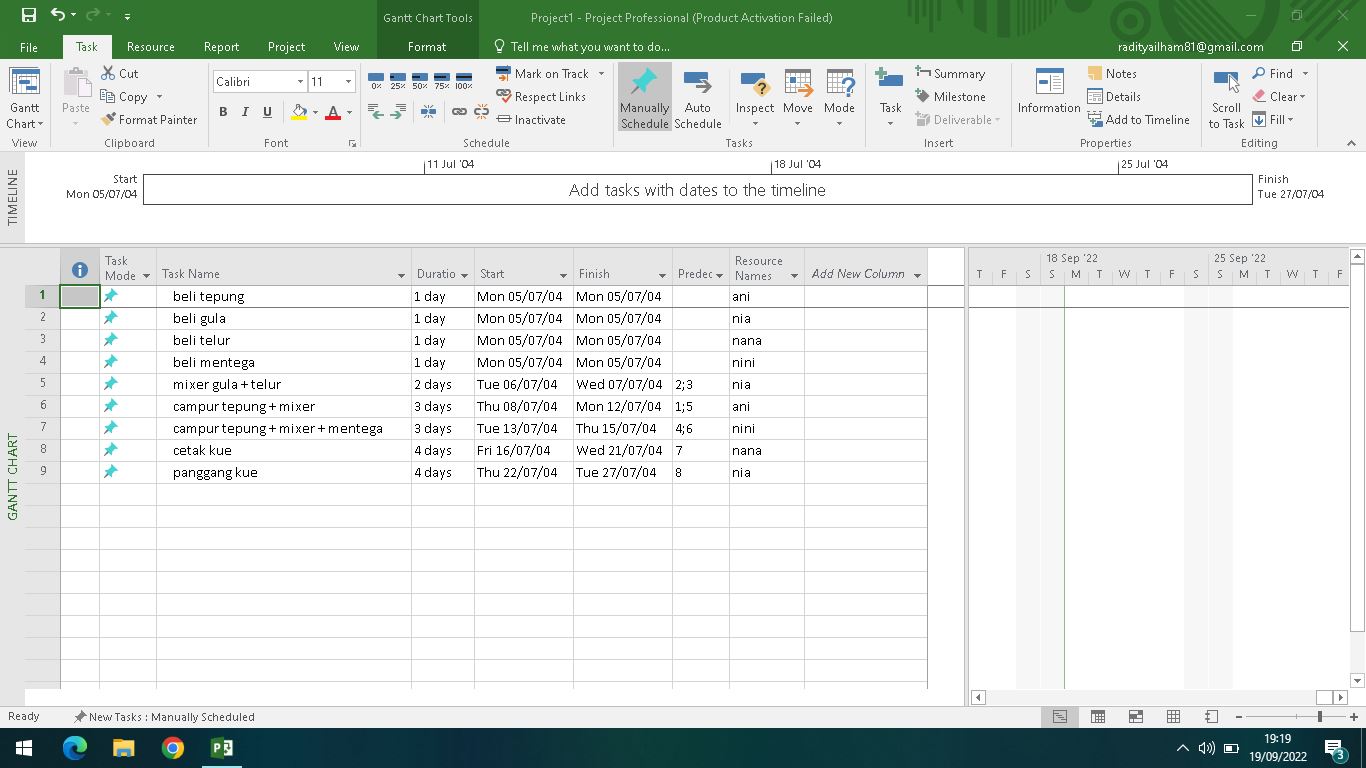 Gantt Chart Tools
Project1 - Project Professional (Product Activation Failed)
File Task Resource Report Project View Format Tell me what you want to do... radityailham81@gmail.com
Gantt Chart
View
Paste
Cut
Copy
Format Painter
Clipboard
Calibri 11
B I U A
Font
0% 25% 50% 75% 100%
Mark on Track
Respect Links
Inactivate
Schedule
Manually Schedule
Auto Schedule
Inspect
Move
Mode
Tasks
Task
Summary
Milestone
Deliverable
Insert
Information
Notes
Details
Add to Timeline
Properties
Scroll to Task
Find
Clear
Fill
Editing
TIMELINE
11 Jul '04 18 Jul '04 25 Jul '04
Start
Mon 05/07/04
Add tasks with dates to the timeline
Finish
Tue 27/07/04
GANTT CHART
Task Mode Task Name Duratio Start Finish Predec Resource Names Add New Column
18 Sep '22 25 Sep '22
T F S S M T W T F S S M T W T F
1 beli tepung 1 day Mon 05/07/04 Mon 05/07/04 ani
2 beli gula 1 day Mon 05/07/04 Mon 05/07/04 nia
3 beli telur 1 day Mon 05/07/04 Mon 05/07/04 nana
4 beli mentega 1 day Mon 05/07/04 Mon 05/07/04 nini
5 mixer gula + telur 2 days Tue 06/07/04 Wed 07/07/04 2;3 nia
6 campur tepung + mixer 3 days Thu 08/07/04 Mon 12/07/04 1;5 ani
7 campur tepung + mixer + mentega 3 days Tue 13/07/04 Thu 15/07/04 4;6 nini
8 cetak kue 4 days Fri 16/07/04 Wed 21/07/04 7 nana
9 panggang kue 4 days Thu 22/07/04 Tue 27/07/04 8 nia
Ready New Tasks : Manually Scheduled
19:19
19/09/2022
3